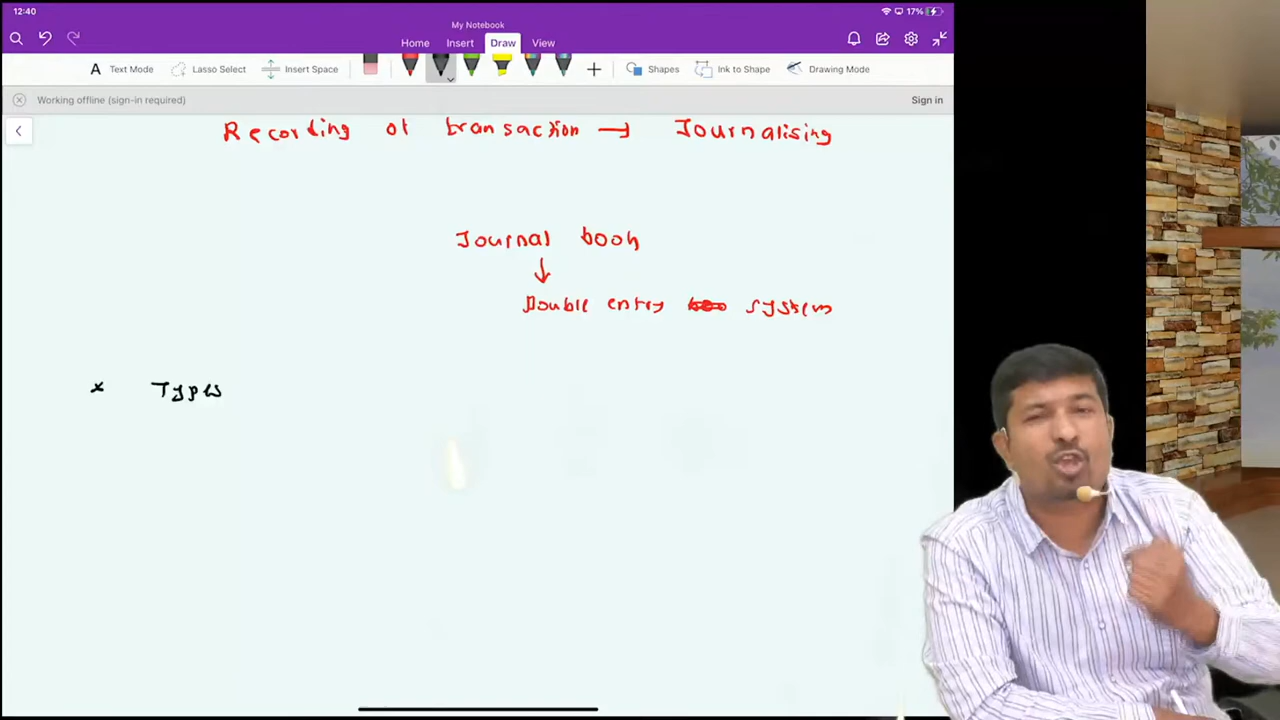 12:40
17%
My Notebook
Home Insert Draw View
Text Mode Lasso Select Insert Space Shapes Ink to Shape Drawing Mode
Working offline (sign-in required) Sign in
Recording of transaction → Journalising
Journal book
↓
Double entry system
* Types